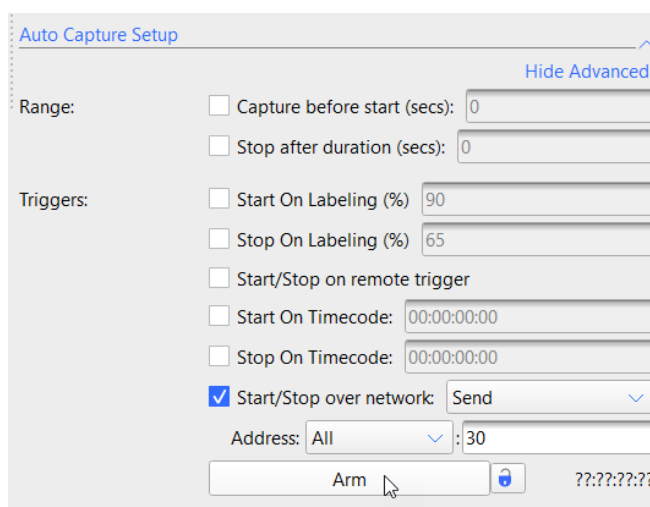 Auto Capture Setup
Hide Advanced
Range: Capture before start (secs): 0
Stop after duration (secs): 0
Triggers: Start On Labeling (%) 90
Stop On Labeling (%) 65
Start/Stop on remote trigger
Start On Timecode: 00:00:00:00
Stop On Timecode: 00:00:00:00
Start/Stop over network: Send
Address: All : 30
Arm ??:??:??:??